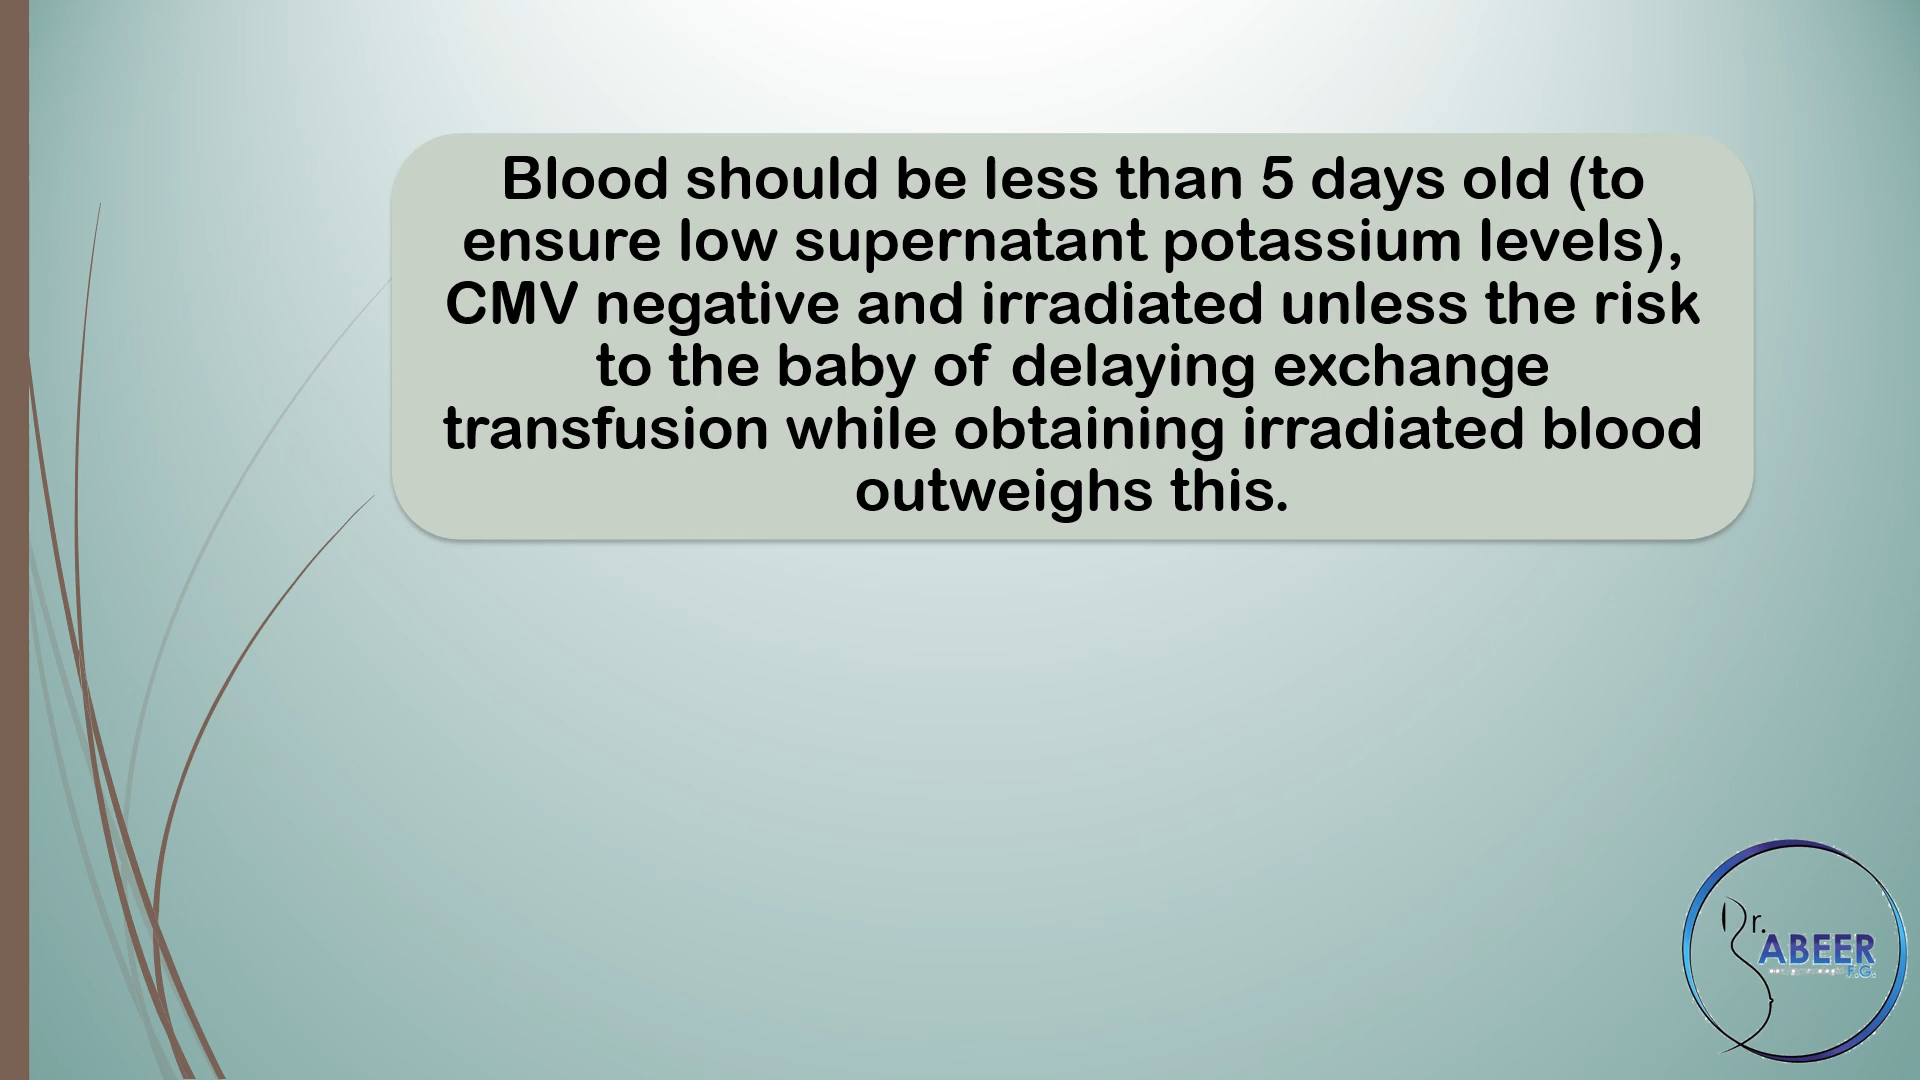 Blood should be less than 5 days old (to
ensure low supernatant potassium levels),
CMV negative and irradiated unless the risk
to the baby of delaying exchange
transfusion while obtaining irradiated blood
outweighs this.
Dr.
ABEER
F.G.